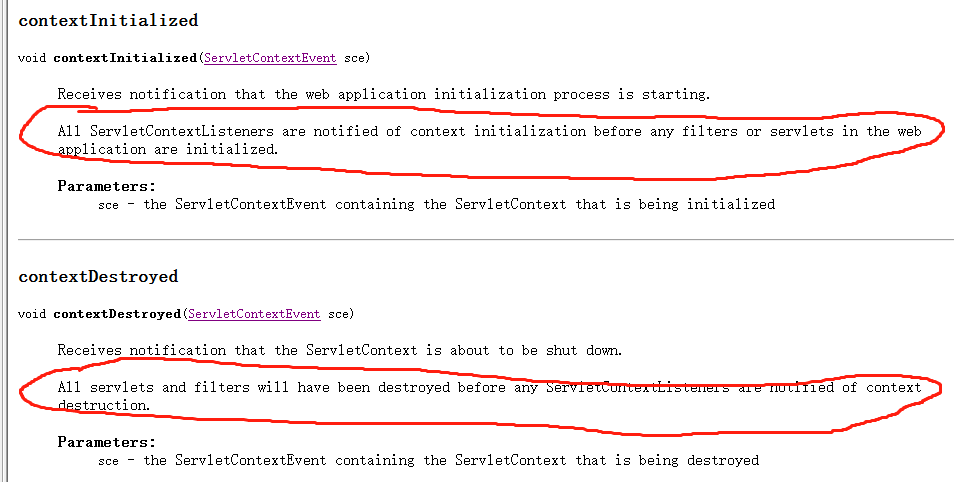 contextInitialized
void contextInitialized(ServletContextEvent sce)
Receives notification that the web application initialization process is starting.
All ServletContextListeners are notified of context initialization before any filters or servlets in the web
application are initialized.
Parameters:
sce - the ServletContextEvent containing the ServletContext that is being initialized
contextDestroyed
void contextDestroyed(ServletContextEvent sce)
Receives notification that the ServletContext is about to be shut down.
All servlets and filters will have been destroyed before any ServletContextListeners are notified of context
destruction.
Parameters:
sce - the ServletContextEvent containing the ServletContext that is being destroyed